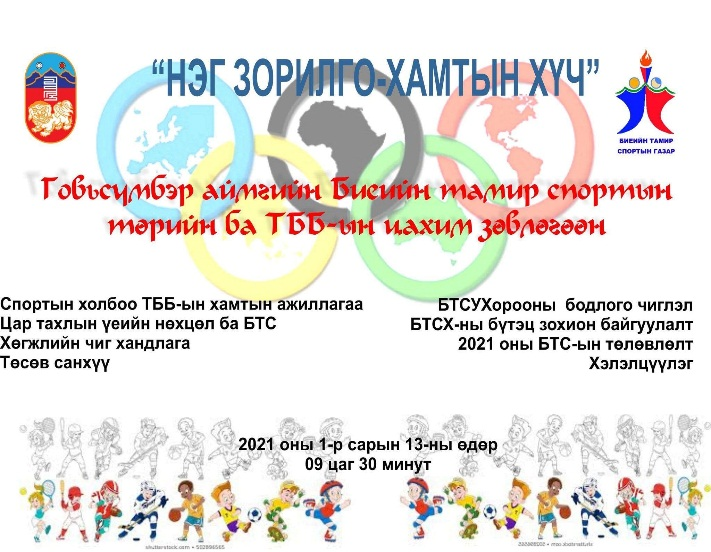 “НЭГ ЗОРИЛГО-ХАМТЫН ХҮЧ”
БИЕИЙН ТАМИР
СПОРТЫН ГАЗАР
Говьсүмбэр аймгийн Биеийн тамир спортын
төрийн ба ТББ-ын цахим зөвлөгөөн
Спортын холбоо ТББ-ын хамтын ажиллагаа
Цар тахлын үеийн нөхцөл ба БТС
Хөгжлийн чиг хандлага
Төсөв санхүү
БТСУХорооны бодлого чиглэл
БТСХ-ны бүтэц зохион байгуулалт
2021 оны БТС-ын төлөвлөлт
Хэлэлцүүлэг
2021 оны 1-р сарын 13-ны өдөр
09 цаг 30 минут
shutterstock.com • 502898565